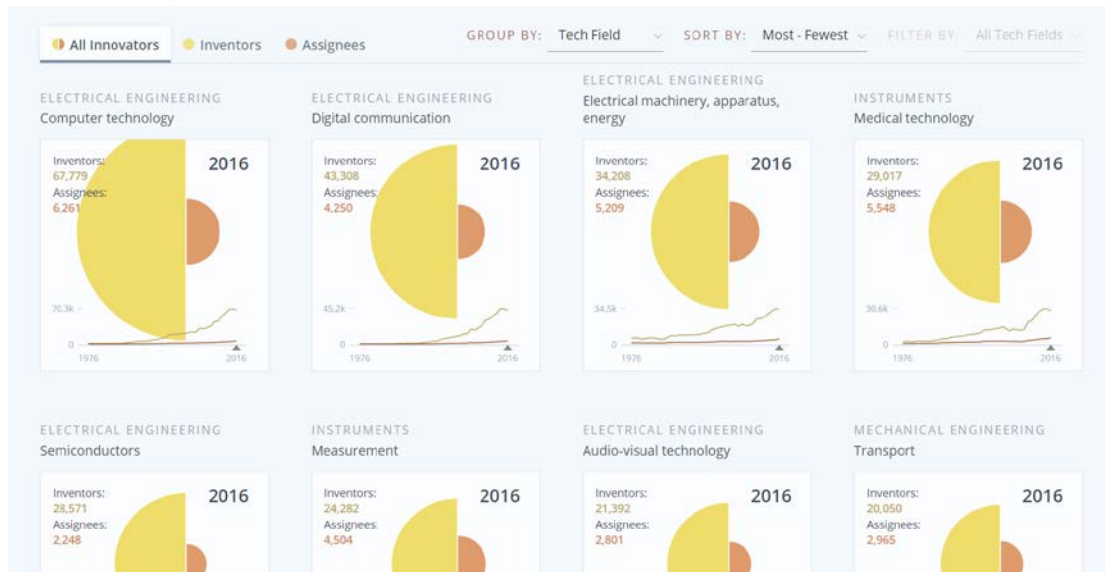 All Innovators Inventors Assignees GROUP BY: Tech Field SORT BY: Most - Fewest FILTER BY: All Tech Fields
ELECTRICAL ENGINEERING
Computer technology
Inventors:
67,779
Assignees:
6,261
2016
70.3k
0
1976
2016
ELECTRICAL ENGINEERING
Digital communication
Inventors:
43,308
Assignees:
4,250
2016
45.2k
0
1976
2016
ELECTRICAL ENGINEERING
Electrical machinery, apparatus,
energy
Inventors:
34,208
Assignees:
5,209
2016
34.5k
0
1976
2016
INSTRUMENTS
Medical technology
Inventors:
29,017
Assignees:
5,548
2016
30.6k
0
1976
2016
ELECTRICAL ENGINEERING
Semiconductors
Inventors:
28,571
Assignees:
2,248
2016
INSTRUMENTS
Measurement
Inventors:
24,282
Assignees:
4,504
2016
ELECTRICAL ENGINEERING
Audio-visual technology
Inventors:
21,392
Assignees:
2,801
2016
MECHANICAL ENGINEERING
Transport
Inventors:
20,050
Assignees:
2,965
2016